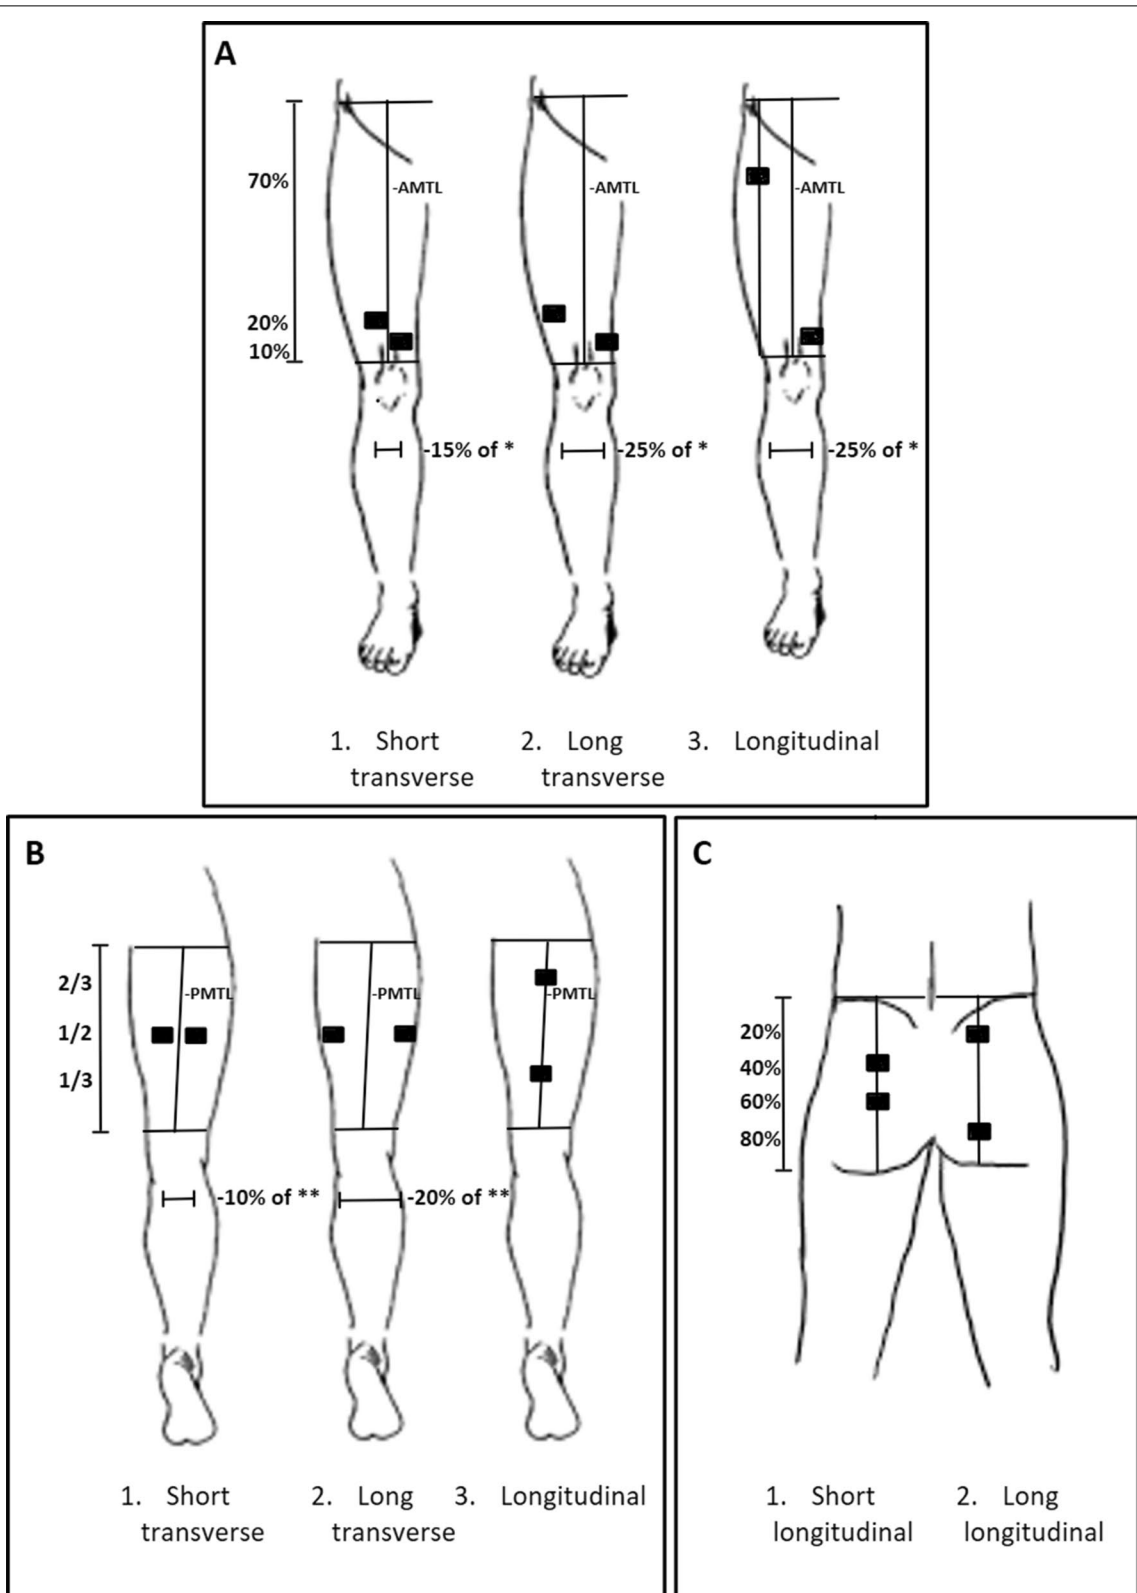 A
70%
-AMTL
-AMTL
-AMTL
20%
10%
-15% of *
-25% of *
-25% of *
1. Short
transverse
2. Long
transverse
3. Longitudinal
B
2/3
1/2
1/3
-PMTL
-PMTL
-PMTL
-10% of **
-20% of **
1. Short
transverse
2. Long
transverse
3. Longitudinal
C
20%
40%
60%
80%
1. Short
longitudinal
2. Long
longitudinal